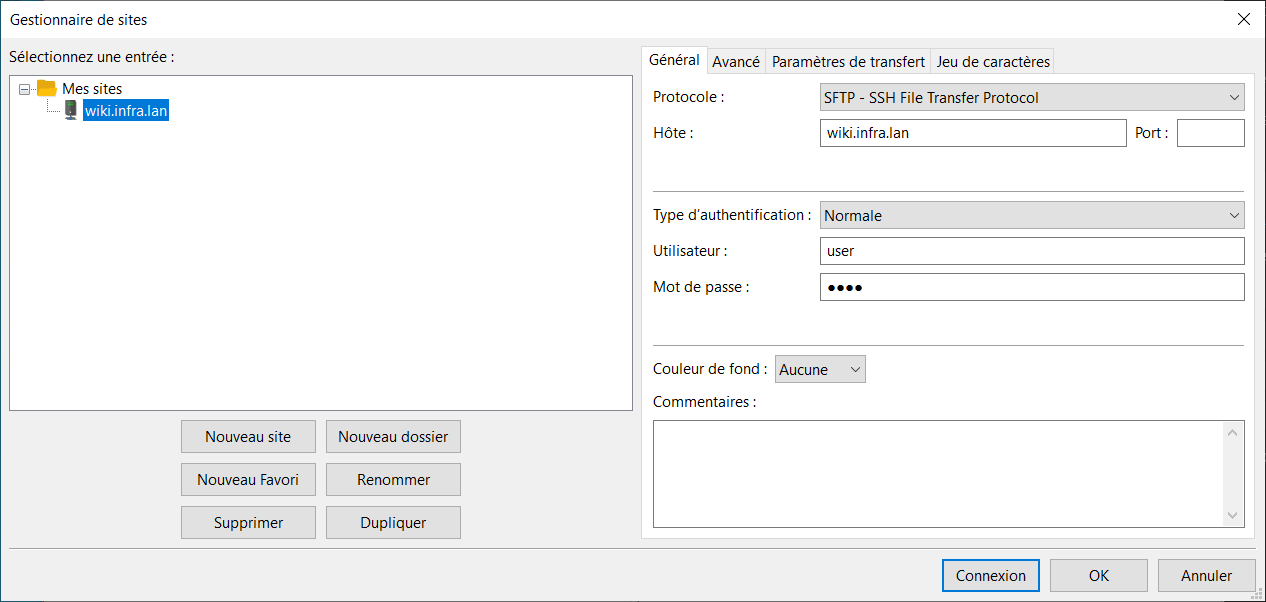 Gestionnaire de sites
Sélectionnez une entrée :
Mes sites
wiki.infra.lan
Nouveau site
Nouveau dossier
Nouveau Favori
Renommer
Supprimer
Dupliquer
Général
Avancé
Paramètres de transfert
Jeu de caractères
Protocole :
SFTP - SSH File Transfer Protocol
Hôte :
wiki.infra.lan
Port :
Type d'authentification :
Normale
Utilisateur :
user
Mot de passe :
●●●●
Couleur de fond :
Aucune
Commentaires :
Connexion
OK
Annuler